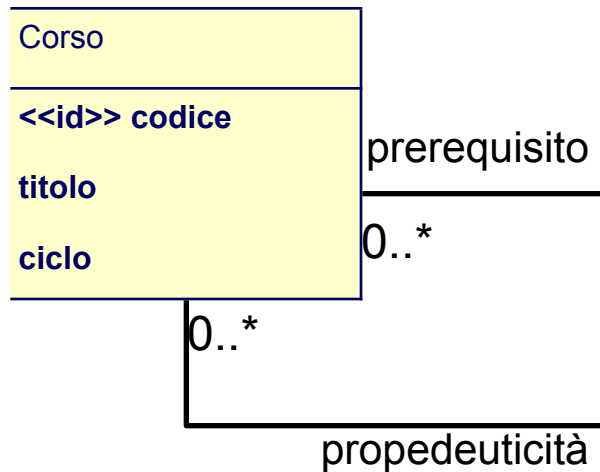 Corso
<<id>> codice
prerequisito
titolo
0..*
ciclo
0..*
propedeuticità